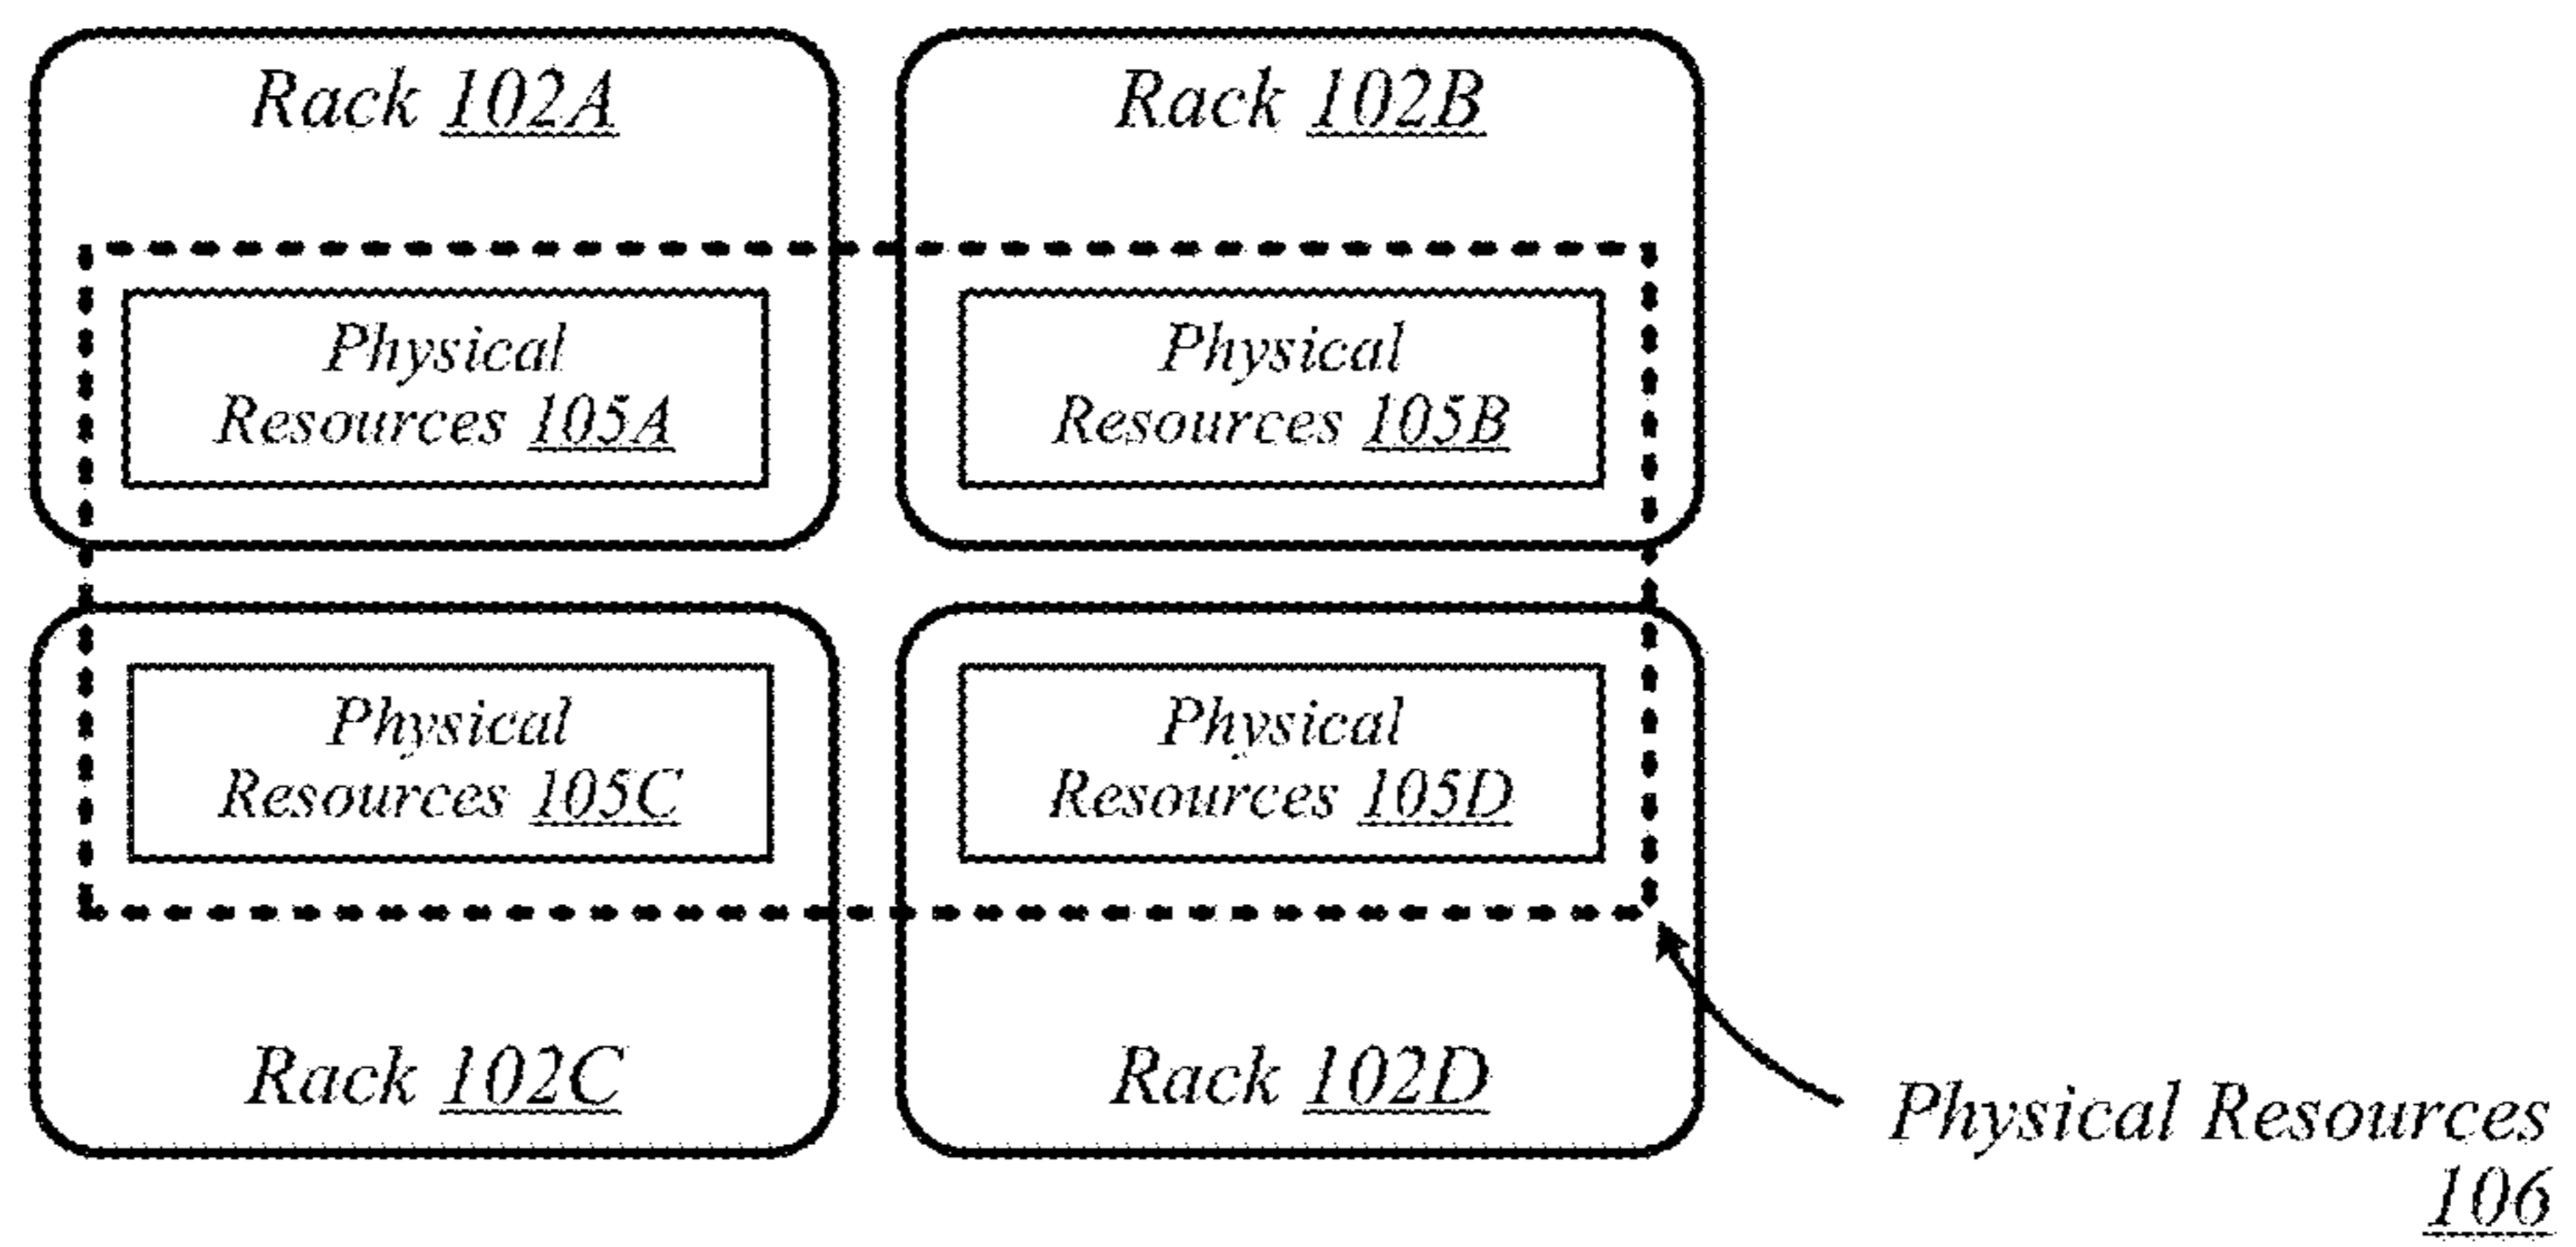 Rack 102A
Rack 102B
Physical
Resources 105A
Physical
Resources 105B
Physical
Resources 105C
Physical
Resources 105D
Rack 102C
Rack 102D
Physical Resources
106